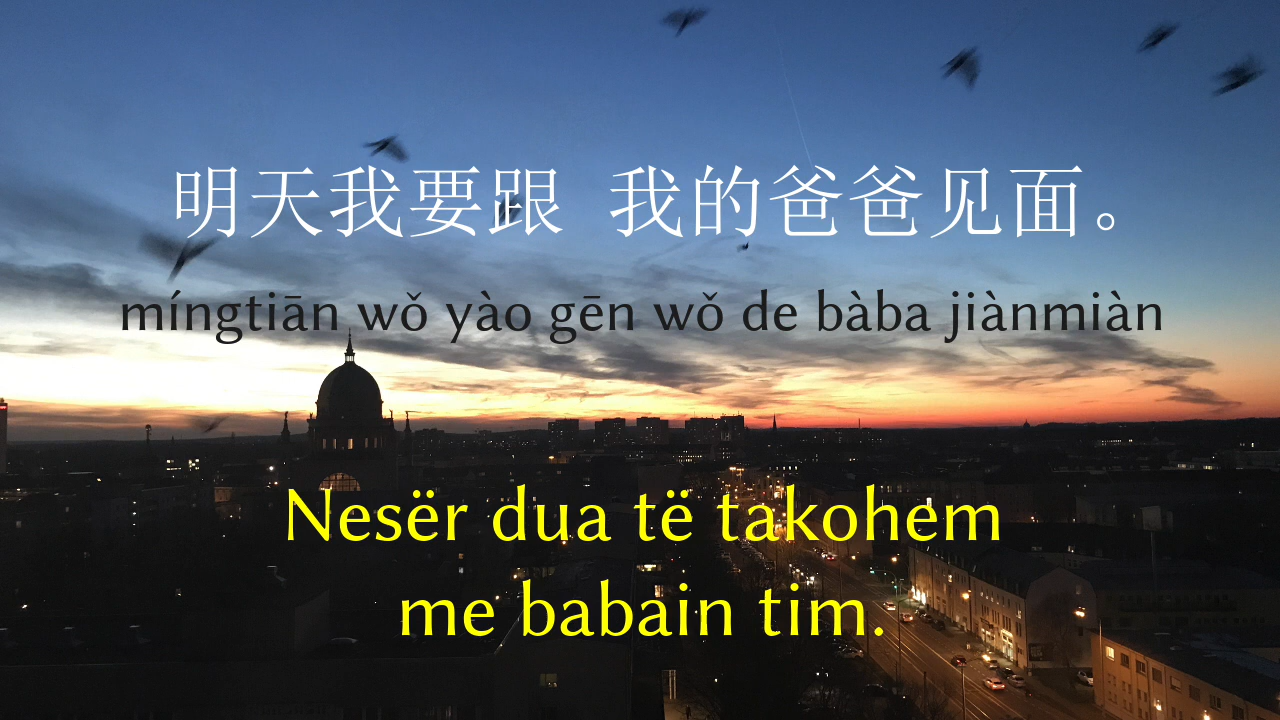 明天我要跟 我的爸爸见面。
míngtiān wǒ yào gēn wǒ de bàba jiànmiàn
Nesër dua të takohem
me babain tim.